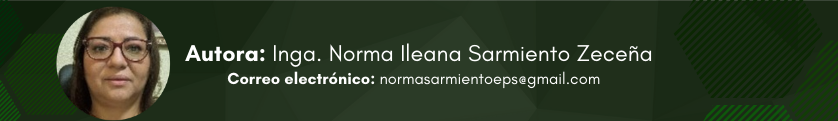 Autora: Inga. Norma Ileana Sarmiento Zeceña
Correo electrónico: normasarmientoeps@gmail.com